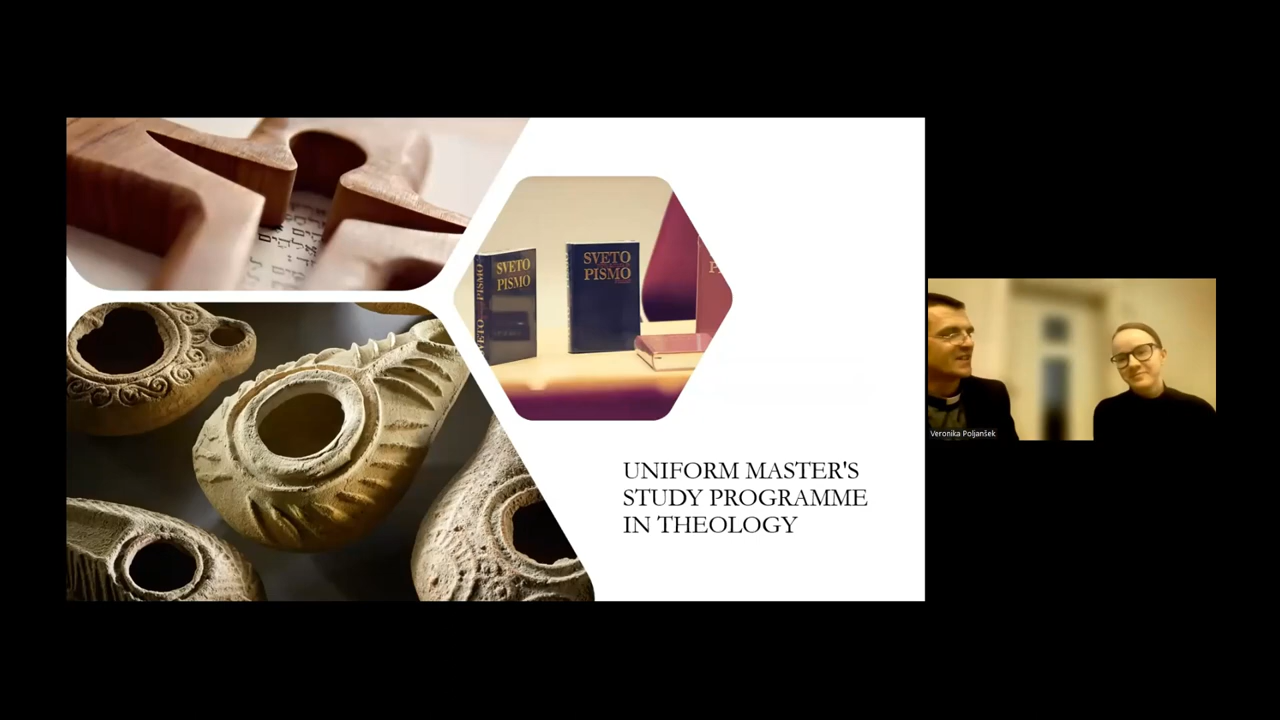 SVETO
PISMO
SVETO PISMO
SVETO
PISMO
UNIFORM MASTER'S
STUDY PROGRAMME
IN THEOLOGY
Veronika Poljanšek